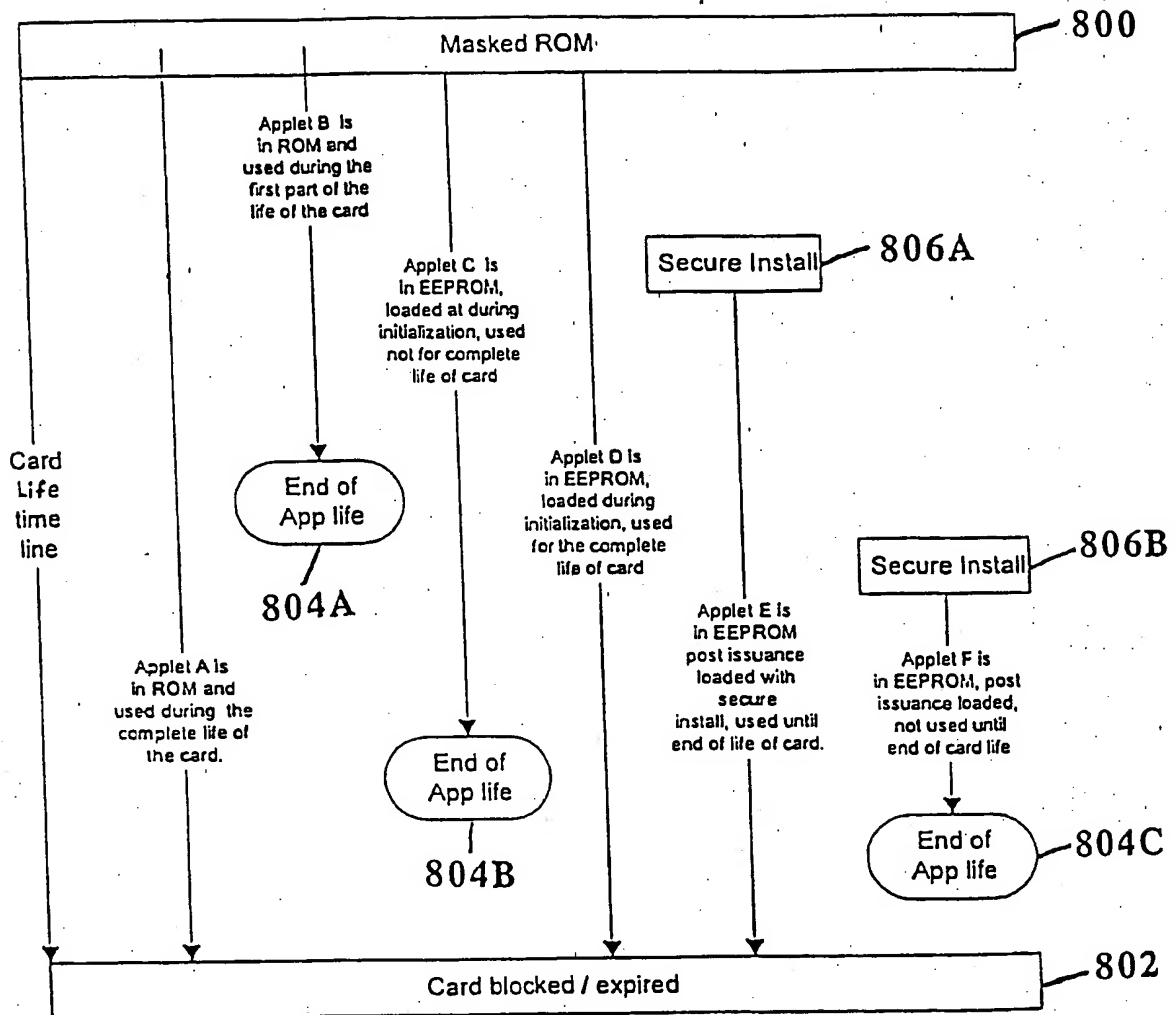 Masked ROM
800
Applet B is
in ROM and
used during the
first part of the
life of the card
Applet C is
in EEPROM,
loaded at during
initialization, used
not for complete
life of card
Secure Install
806A
Card
Life
time
line
End of
App life
804A
Applet D is
in EEPROM,
loaded during
initialization, used
for the complete
life of card
Secure Install
806B
Applet A is
in ROM and
used during the
complete life of
the card.
Applet E is
in EEPROM
post issuance
loaded with
secure
install, used until
end of life of card.
Applet F is
in EEPROM, post
issuance loaded,
not used until
end of card life
End of
App life
804B
End of
App life
804C
Card blocked / expired
802